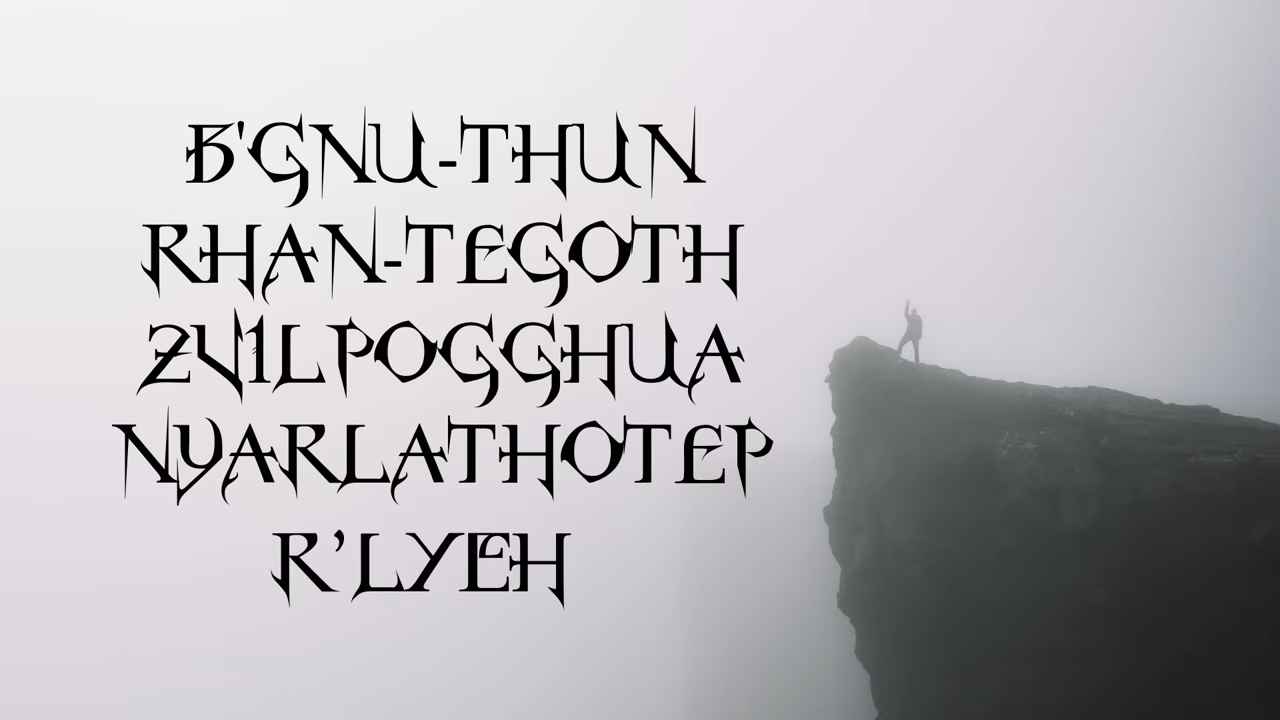 B'GNU-THUN
RHAN-TEGOTH
ZVILPOGGHUA
NYARLATHOTEP
R’LYEH